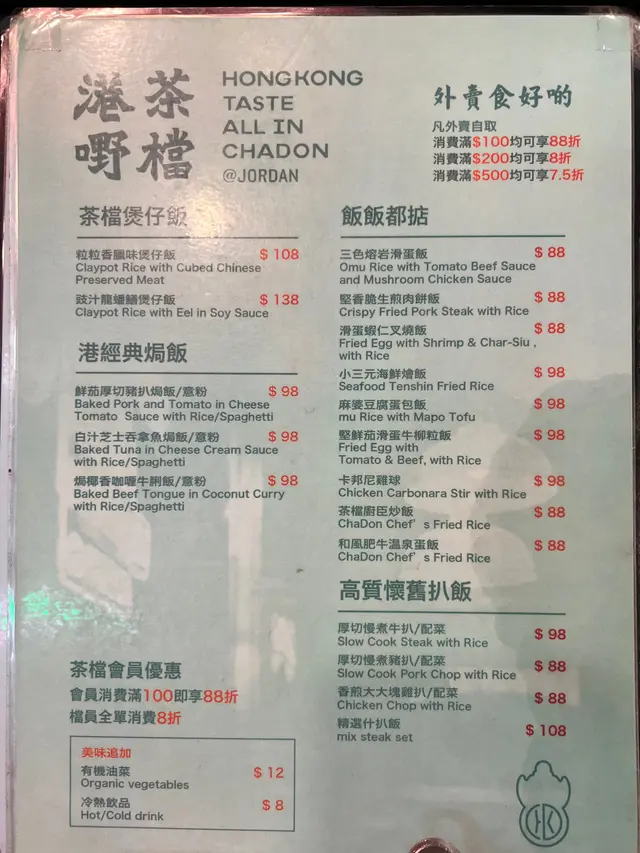 港茶
嘢檔
HONGKONG
TASTE
ALL IN
CHADON
@JORDAN
外賣食好啲
凡外賣自取
消費滿$100均可享88折
消費滿$200均可享8折
消費滿$500均可享7.5折
茶檔煲仔飯
粒粒香臘味煲仔飯 $ 108
Claypot Rice with Cubed Chinese
Preserved Meat
豉汁龍蟠鱔煲仔飯 $ 138
Claypot Rice with Eel in Soy Sauce
港經典焗飯
鮮茄厚切豬扒焗飯/意粉 $ 98
Baked Pork and Tomato in Cheese
Tomato Sauce with Rice/Spaghetti
白汁芝士吞拿魚焗飯/意粉 $ 98
Baked Tuna in Cheese Cream Sauce
with Rice/Spaghetti
焗椰香咖喱牛脷飯/意粉 $ 98
Baked Beef Tongue in Coconut Curry
with Rice/Spaghetti
茶檔會員優惠
會員消費滿100即享88折
檔員全單消費8折
美味追加
有機油菜 $ 12
Organic vegetables
冷熱飲品 $ 8
Hot/Cold drink
飯飯都掂
三色熔岩滑蛋飯 $ 88
Omu Rice with Tomato Beef Sauce
and Mushroom Chicken Sauce
堅香脆生煎肉餅飯 $ 88
Crispy Fried Pork Steak with Rice
滑蛋蝦仁叉燒飯 $ 88
Fried Egg with Shrimp & Char-Siu ,
with Rice
小三元海鮮燴飯 $ 98
Seafood Tenshin Fried Rice
麻婆豆腐蛋包飯 $ 98
mu Rice with Mapo Tofu
堅鮮茄滑蛋牛柳粒飯 $ 98
Fried Egg with
Tomato & Beef, with Rice
卡邦尼雞球 $ 98
Chicken Carbonara Stir with Rice
茶檔廚臣炒飯 $ 88
ChaDon Chef’s Fried Rice
和風肥牛温泉蛋飯 $ 88
ChaDon Chef’s Fried Rice
高質懷舊扒飯
厚切慢煮牛扒/配菜 $ 98
Slow Cook Steak with Rice
厚切慢煮豬扒/配菜 $ 88
Slow Cook Pork Chop with Rice
香煎大大塊雞扒/配菜 $ 88
Chicken Chop with Rice
精選什扒飯 $ 108
mix steak set